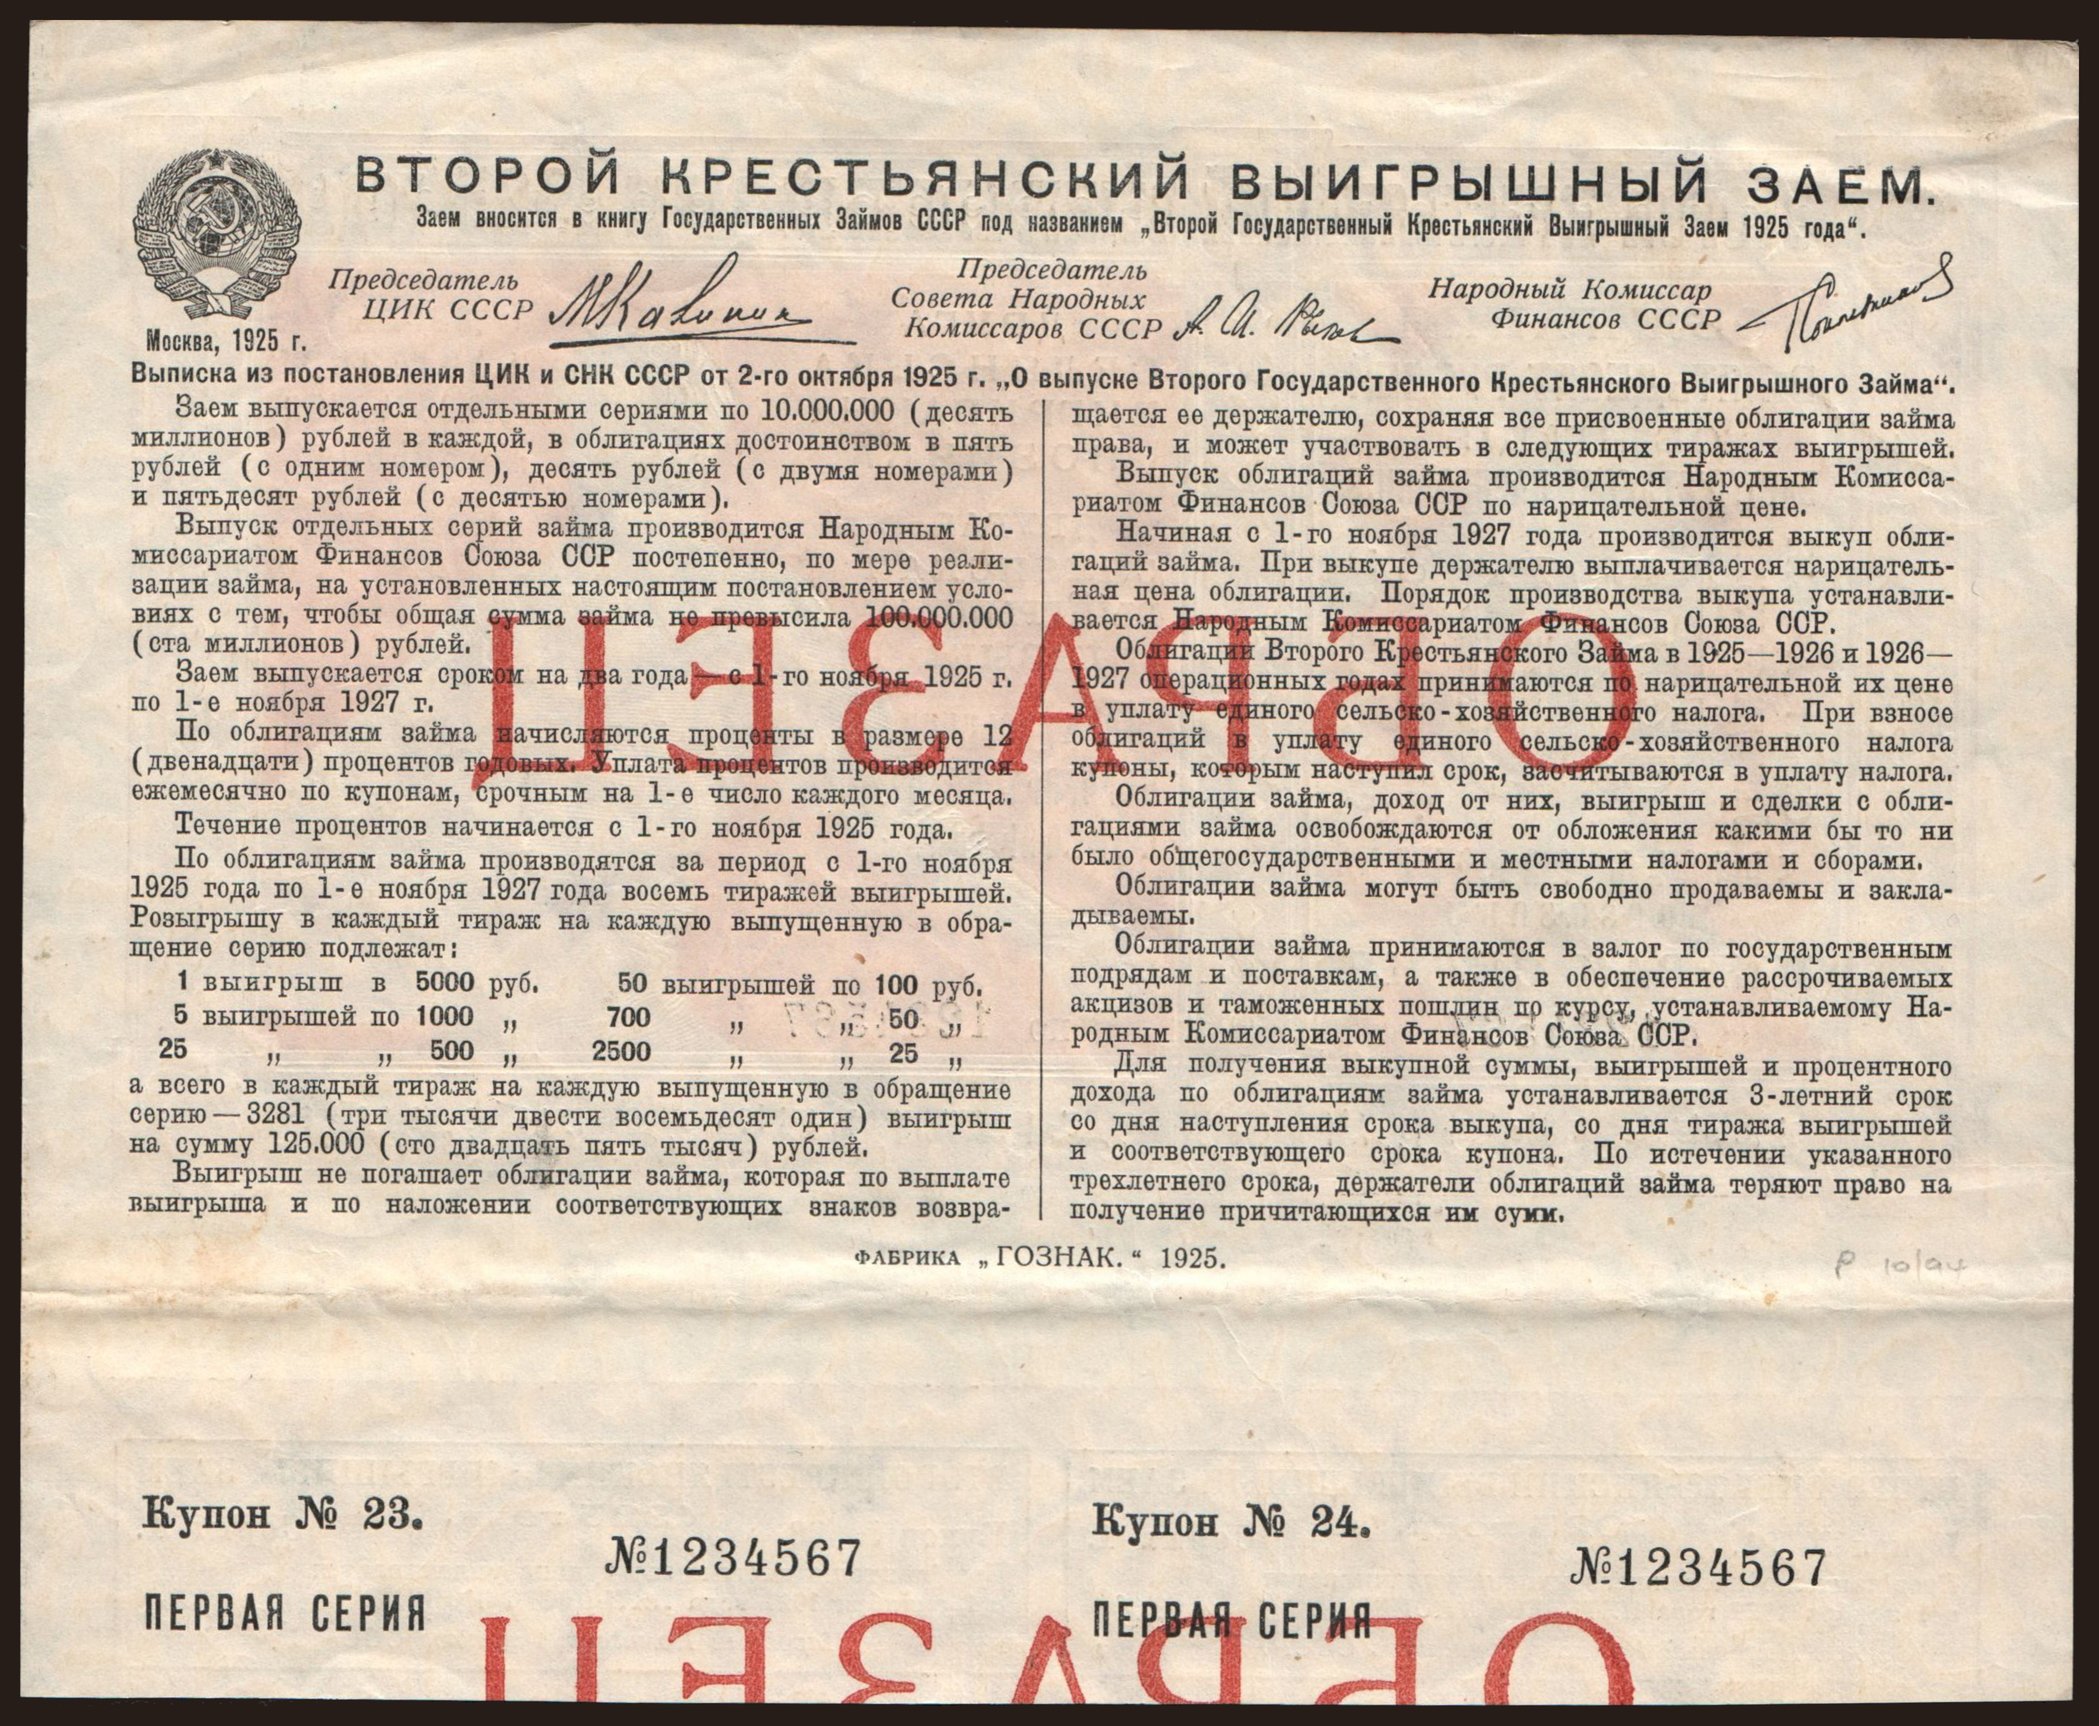 ВТОРОЙ КРЕСТЬЯНСКИЙ ВЫИГРЫШНЫЙ ЗАЕМ.
Заем вносится в книгу Государственных Займов СССР под названием „Второй Государственный Крестьянский Выигрышный Заем 1925 года“.
Председатель
ЦИК СССР
М Калинин
Председатель
Совета Народных
Комиссаров СССР
А. И. Рыков
Народный Комиссар
Финансов СССР
Москва, 1925 г.
Выписка из постановления ЦИК и СНК СССР от 2-го октября 1925 г. „О выпуске Второго Государственного Крестьянского Выигрышного Займа“.
Заем выпускается отдельными сериями по 10.000.000 (десять
миллионов) рублей в каждой, в облигациях достоинством в пять
рублей (с одним номером), десять рублей (с двумя номерами)
и пятьдесят рублей (с десятью номерами).
Выпуск отдельных серий займа производится Народным Ко-
миссариатом Финансов Союза ССР постепенно, по мере реали-
зации займа, на установленных настоящим постановлением усло-
виях с тем, чтобы общая сумма займа не превысила 100.000.000
(ста миллионов) рублей.
Заем выпускается сроком на два года — с 1-го ноября 1925 г.
по 1-е ноября 1927 г.
По облигациям займа начисляются проценты в размере 12
(двенадцати) процентов годовых. Уплата процентов производится
ежемесячно по купонам, срочным на 1-е число каждого месяца.
Течение процентов начинается с 1-го ноября 1925 года.
По облигациям займа производятся за период с 1-го ноября
1925 года по 1-е ноября 1927 года восемь тиражей выигрышей.
Розыгрышу в каждый тираж на каждую выпущенную в обра-
щение серию подлежат:
1 выигрыш в 5000 руб. 50 выигрышей по 100 руб.
5 выигрышей по 1000 „ 700 „ „ 50 „
25 „ „ 500 „ 2500 „ „ 25 „
а всего в каждый тираж на каждую выпущенную в обращение
серию — 3281 (три тысячи двести восемьдесят один) выигрыш
на сумму 125.000 (сто двадцать пять тысяч) рублей.
Выигрыш не погашает облигации займа, которая по выплате
выигрыша и по наложении соответствующих знаков возвра-
щается ее держателю, сохраняя все присвоенные облигации займа
права, и может участвовать в следующих тиражах выигрышей.
Выпуск облигаций займа производится Народным Комисса-
риатом Финансов Союза ССР по нарицательной цене.
Начиная с 1-го ноября 1927 года производится выкуп обли-
гаций займа. При выкупе держателю выплачивается нарицатель-
ная цена облигации. Порядок производства выкупа устанавли-
вается Народным Комиссариатом Финансов Союза ССР.
Облигации Второго Крестьянского Займа в 1925—1926 и 1926—
1927 операционных годах принимаются по нарицательной их цене
в уплату единого сельско-хозяйственного налога. При взносе
облигаций в уплату единого сельско-хозяйственного налога
купоны, которым наступил срок, засчитываются в уплату налога.
Облигации займа, доход от них, выигрыш и сделки с обли-
гациями займа освобождаются от обложения какими бы то ни
было общегосударственными и местными налогами и сборами.
Облигации займа могут быть свободно продаваемы и закла-
дываемы.
Облигации займа принимаются в залог по государственным
подрядам и поставкам, а также в обеспечение рассрочиваемых
акцизов и таможенных пошлин по курсу, устанавливаемому На-
родным Комиссариатом Финансов Союза ССР.
Для получения выкупной суммы, выигрышей и процентного
дохода по облигациям займа устанавливается 3-летний срок
со дня наступления срока выкупа, со дня тиража выигрышей
и соответствующего срока купона. По истечении указанного
трехлетнего срока, держатели облигаций займа теряют право на
получение причитающихся им сумм.
ОБРАЗЕЦ
ФАБРИКА „ГОЗНАК.“ 1925.
Купон № 23.
№1234567
ПЕРВАЯ СЕРИЯ
Купон № 24.
№1234567
ПЕРВАЯ СЕРИЯ
ОБРАЗЕЦ